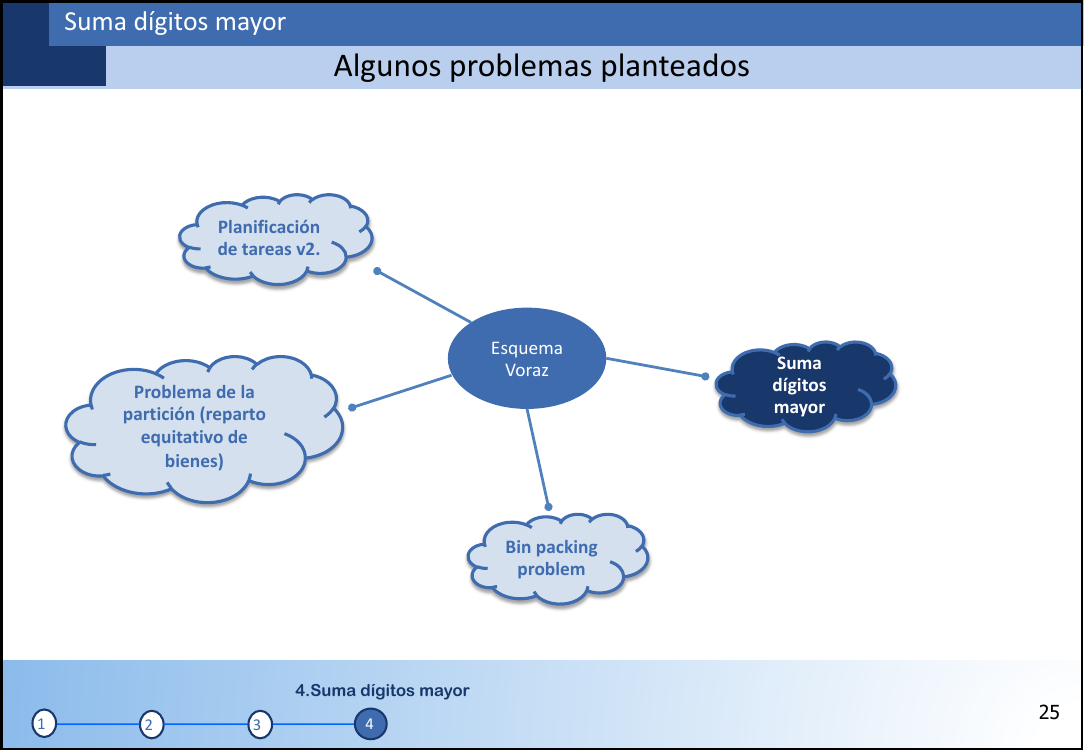 Suma dígitos mayor
Algunos problemas planteados
Planificación
de tareas v2.
Esquema
Voraz
Suma
dígitos
mayor
Problema de la
partición (reparto
equitativo de
bienes)
Bin packing
problem
4.Suma dígitos mayor
1
2
3
4
25